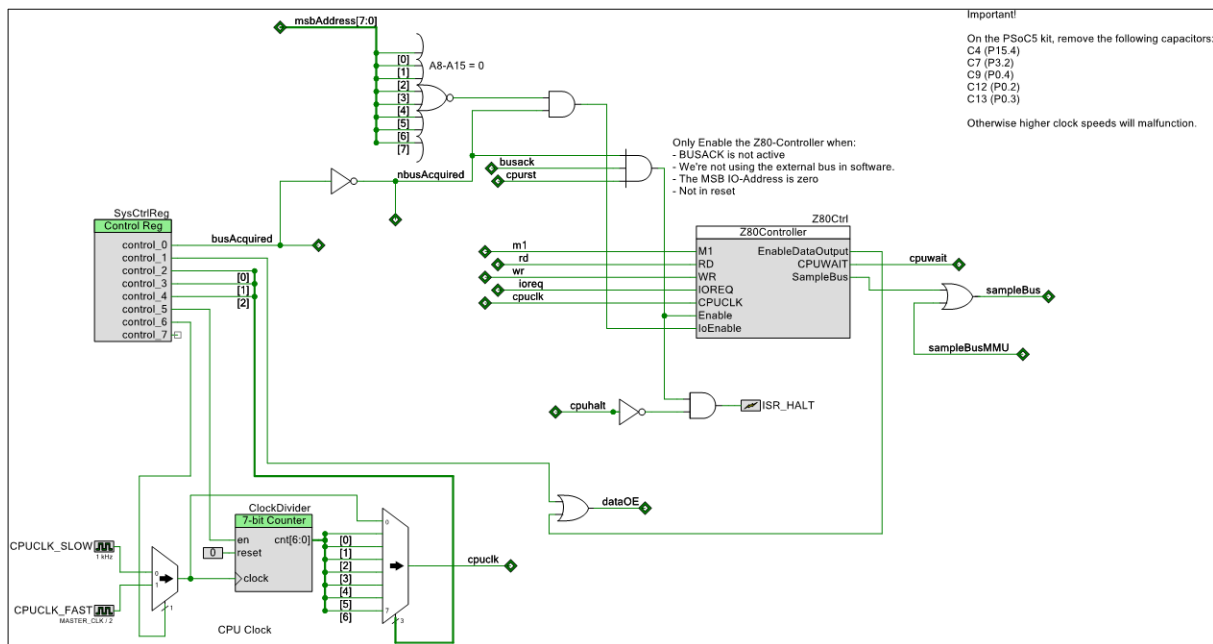 msbAddress[7:0]
[0]
[1]
[2]
[3]
[4]
[5]
[6]
[7]
A8-A15 = 0
Important!
On the PSoC5 kit, remove the following capacitors:
C4 (P15.4)
C7 (P3.2)
C9 (P0.4)
C12 (P0.2)
C13 (P0.3)
Otherwise higher clock speeds will malfunction.
Only Enable the Z80-Controller when:
- BUSACK is not active
- We're not using the external bus in software.
- The MSB IO-Address is zero
- Not in reset
busack
cpurst
nbusAcquired
SysCtrlReg
Control Reg
control_0
control_1
control_2
control_3
control_4
control_5
control_6
control_7
busAcquired
[0]
[1]
[2]
m1
rd
wr
ioreq
cpuclk
Z80Ctrl
Z80Controller
M1
RD
WR
IOREQ
CPUCLK
Enable
IoEnable
EnableDataOutput
CPUWAIT
SampleBus
cpuwait
sampleBus
sampleBusMMU
cpuhalt
ISR_HALT
dataOE
ClockDivider
7-bit Counter
en
reset
clock
cnt[6:0]
0
[0]
[1]
[2]
[3]
[4]
[5]
[6]
0
7
3
cpuclk
CPUCLK_SLOW
1 kHz
CPUCLK_FAST
MASTER_CLK / 2
0
1
1
CPU Clock